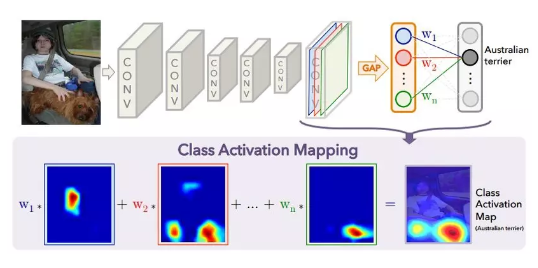 CONV
CONV
CONV
CONV
CONV
CONV
GAP
w1
w2
wn
Australian
terrier
Class Activation Mapping
w1 * + w2 * + ... + wn * =
Class
Activation
Map
(Australian terrier)